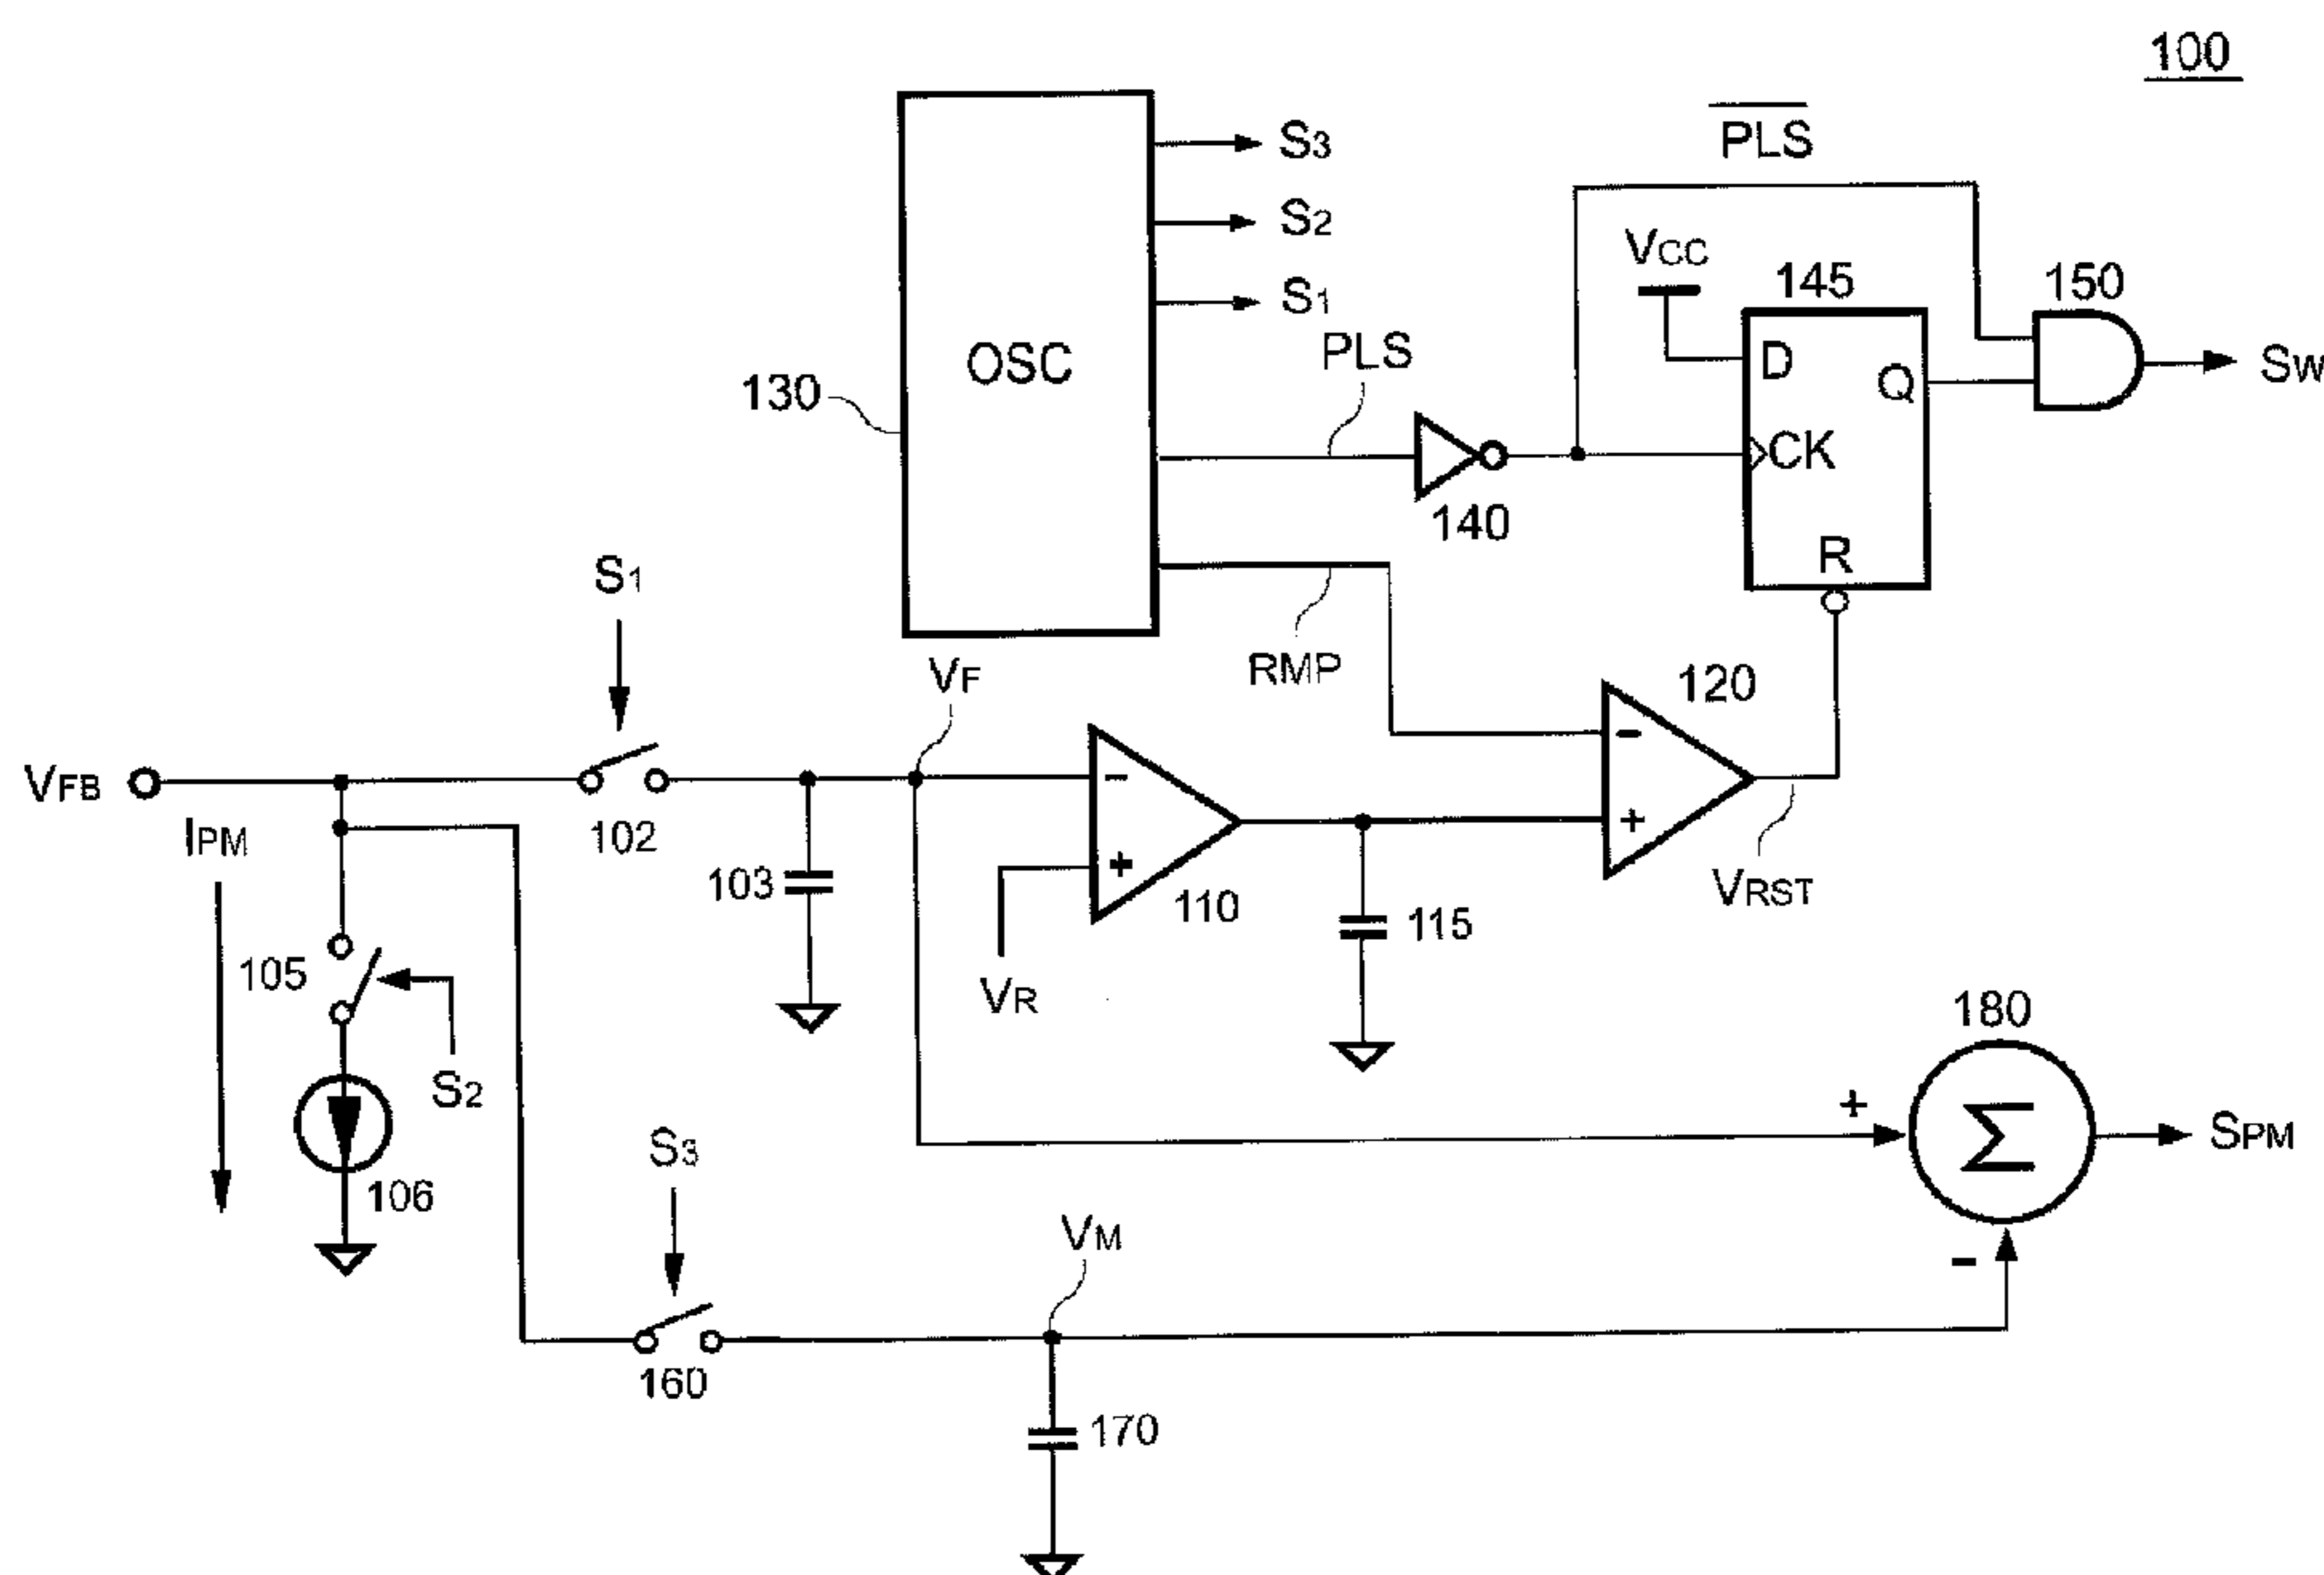 100
PLS
S3
S2
S1
VCC
145
150
OSC
PLS
D
Q
SW
130
CK
140
R
S1
RMP
VF
120
VFB
IPM
102
103
-
+
110
-
+
115
VRST
105
VR
S2
106
180
+
Σ
SPM
-
S3
VM
160
170